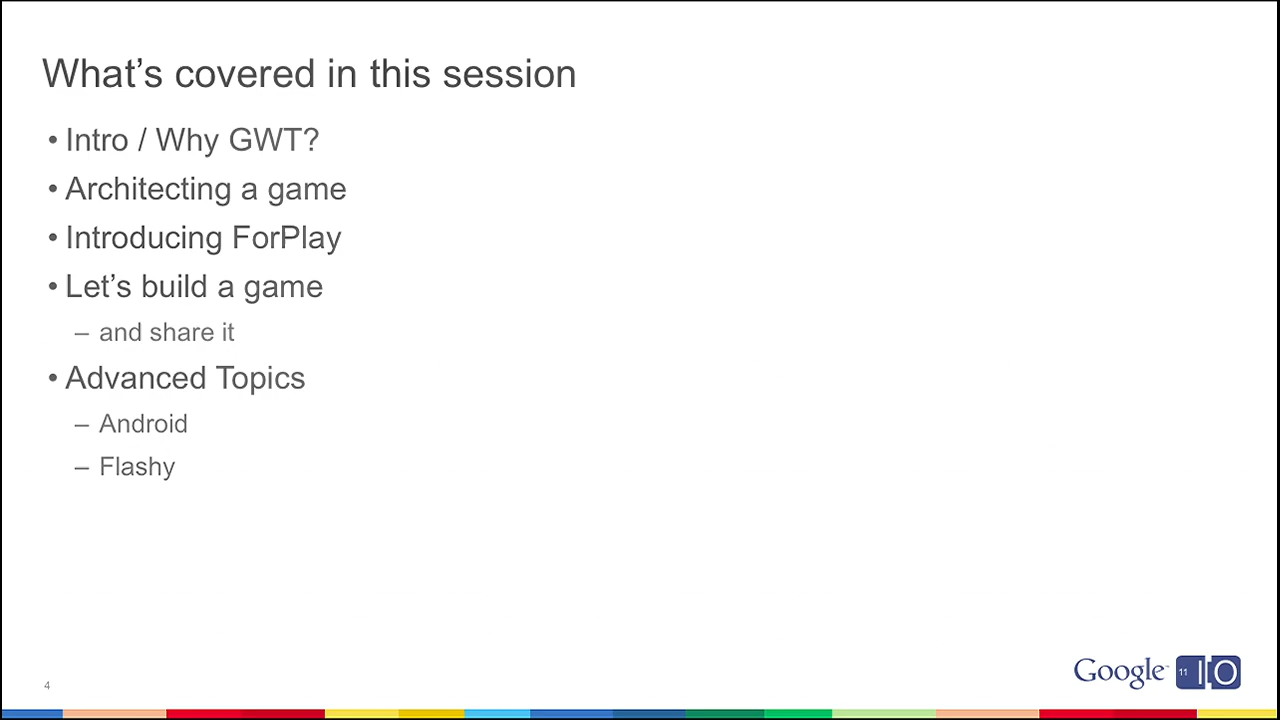 What's covered in this session
• Intro / Why GWT?
• Architecting a game
• Introducing ForPlay
• Let's build a game
– and share it
• Advanced Topics
– Android
– Flashy
4
Google 11 IO